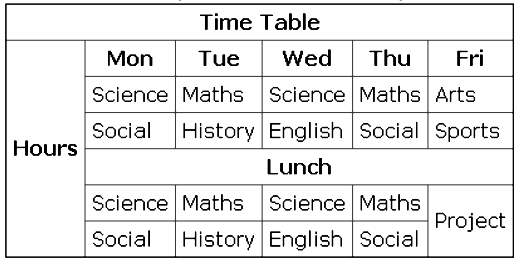 Time Table
Hours
Mon Tue Wed Thu Fri
Science Maths Science Maths Arts
Social History English Social Sports
Lunch
Science Maths Science Maths Project
Social History English Social